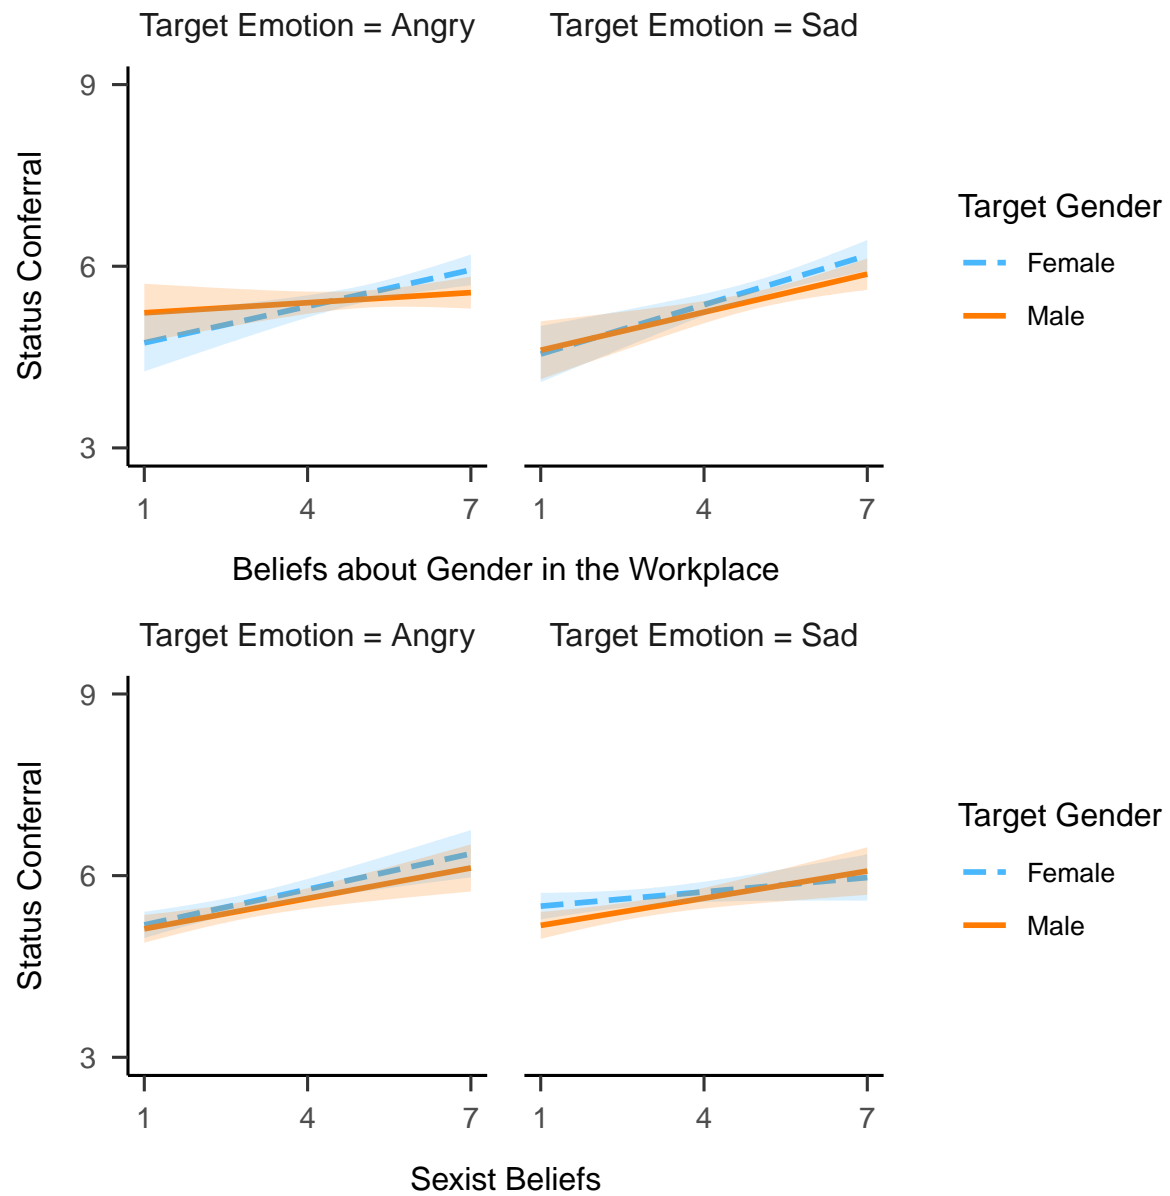 Target Emotion = Angry
Target Emotion = Sad
9
6
3
Status Conferral
1
4
7
1
4
7
Beliefs about Gender in the Workplace
Target Gender
Female
Male
Target Emotion = Angry
Target Emotion = Sad
9
6
3
Status Conferral
1
4
7
1
4
7
Sexist Beliefs
Target Gender
Female
Male